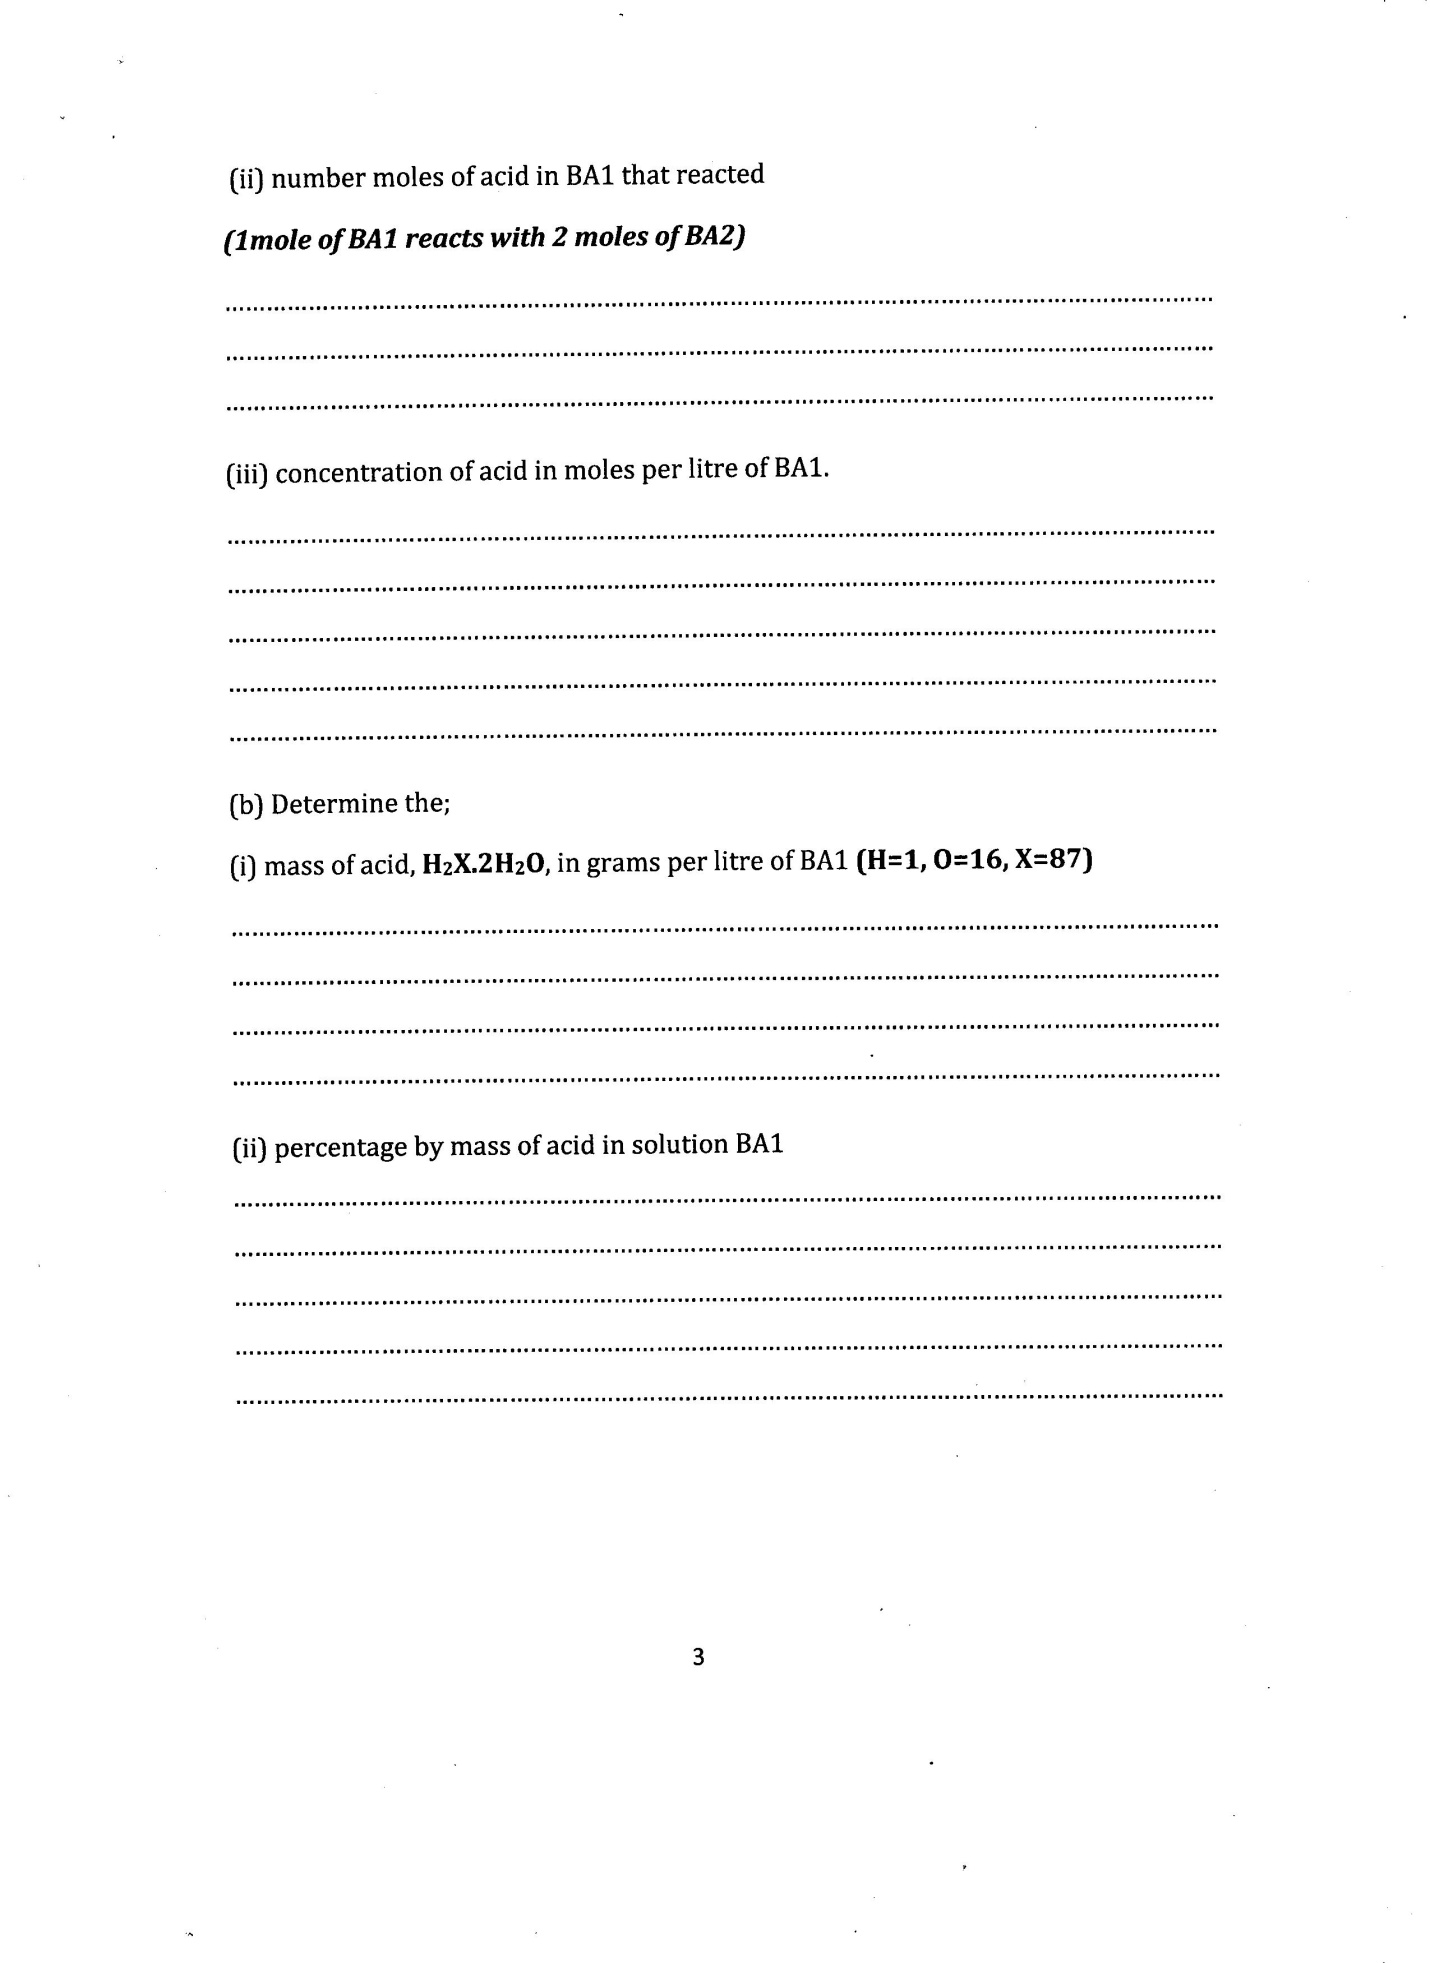 (ii) number moles of acid in BA1 that reacted
(1mole of BA1 reacts with 2 moles of BA2)
(iii) concentration of acid in moles per litre of BA1.
(b) Determine the;
(i) mass of acid, H₂X.2H₂O, in grams per litre of BA1 (H=1, O=16, X=87)
(ii) percentage by mass of acid in solution BA1
3